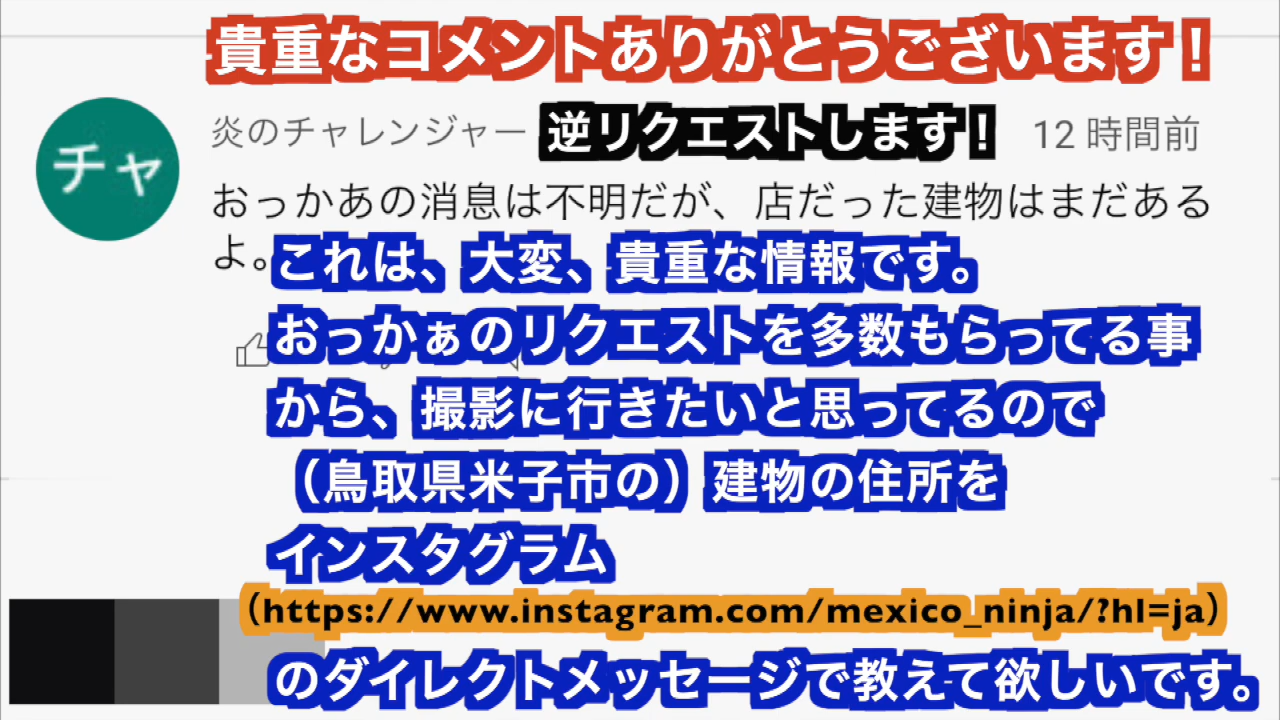 貴重なコメントありがとうございます！
チャ
炎のチャレンジャー 逆リクエストします！ 12 時間前
おっかあの消息は不明だが、店だった建物はまだある
よ。これは、大変、貴重な情報です。
おっかぁのリクエストを多数もらってる事
から、撮影に行きたいと思ってるので
（鳥取県米子市の）建物の住所を
インスタグラム
（https://www.instagram.com/mexico_ninja/?hl=ja）
のダイレクトメッセージで教えて欲しいです。